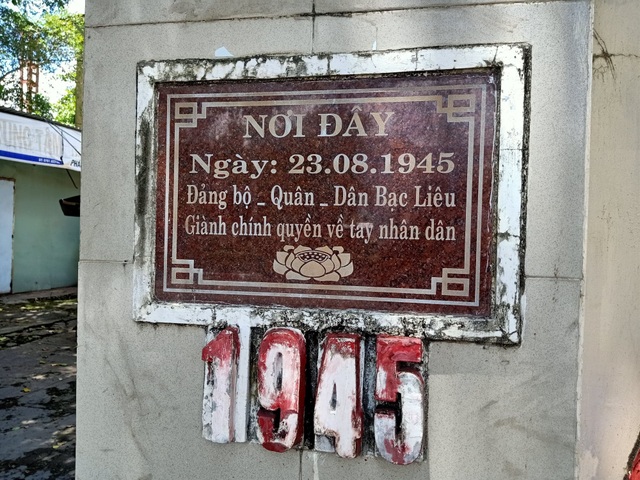 NƠI ĐÂY
Ngày: 23.08.1945
Đảng bộ - Quân - Dân Bạc Liêu
Giành chính quyền về tay nhân dân
1945